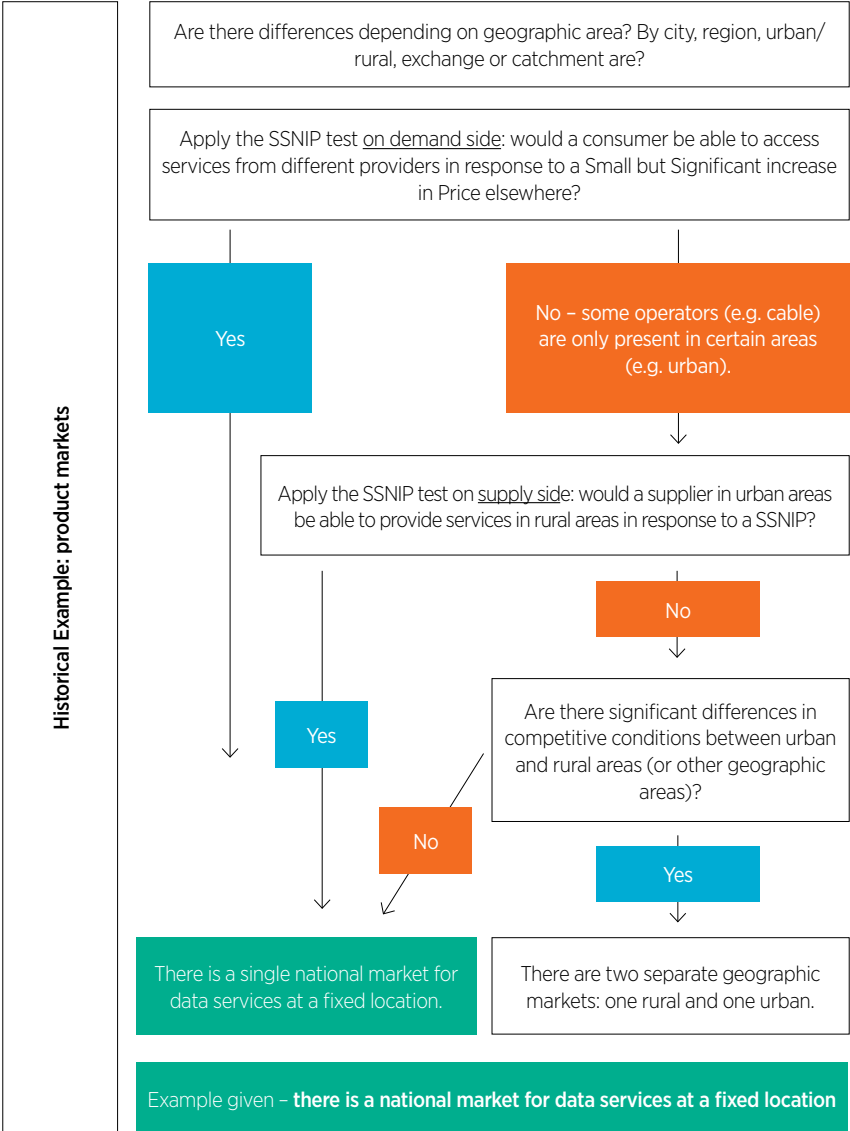 Historical Example: product markets
Are there differences depending on geographic area? By city, region, urban/
rural, exchange or catchment are?
Apply the SSNIP test on demand side: would a consumer be able to access
services from different providers in response to a Small but Significant increase
in Price elsewhere?
Yes
No – some operators (e.g. cable)
are only present in certain areas
(e.g. urban).
Apply the SSNIP test on supply side: would a supplier in urban areas
be able to provide services in rural areas in response to a SSNIP?
No
Yes
Are there significant differences in
competitive conditions between urban
and rural areas (or other geographic
areas)?
No
Yes
There is a single national market for
data services at a fixed location.
There are two separate geographic
markets: one rural and one urban.
Example given – there is a national market for data services at a fixed location